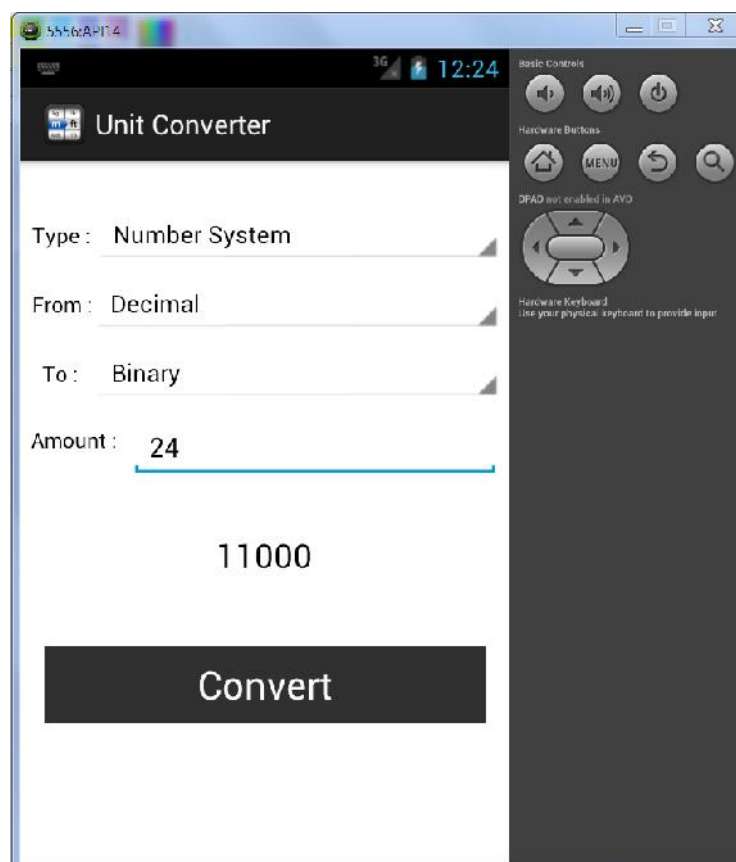 5556:API14
3G 12:24
Unit Converter
Type : Number System
From : Decimal
To : Binary
Amount : 24
11000
Convert
Basic Controls
Hardware Buttons
MENU
DPAD not enabled in AVD
Hardware Keyboard
Use your physical keyboard to provide input